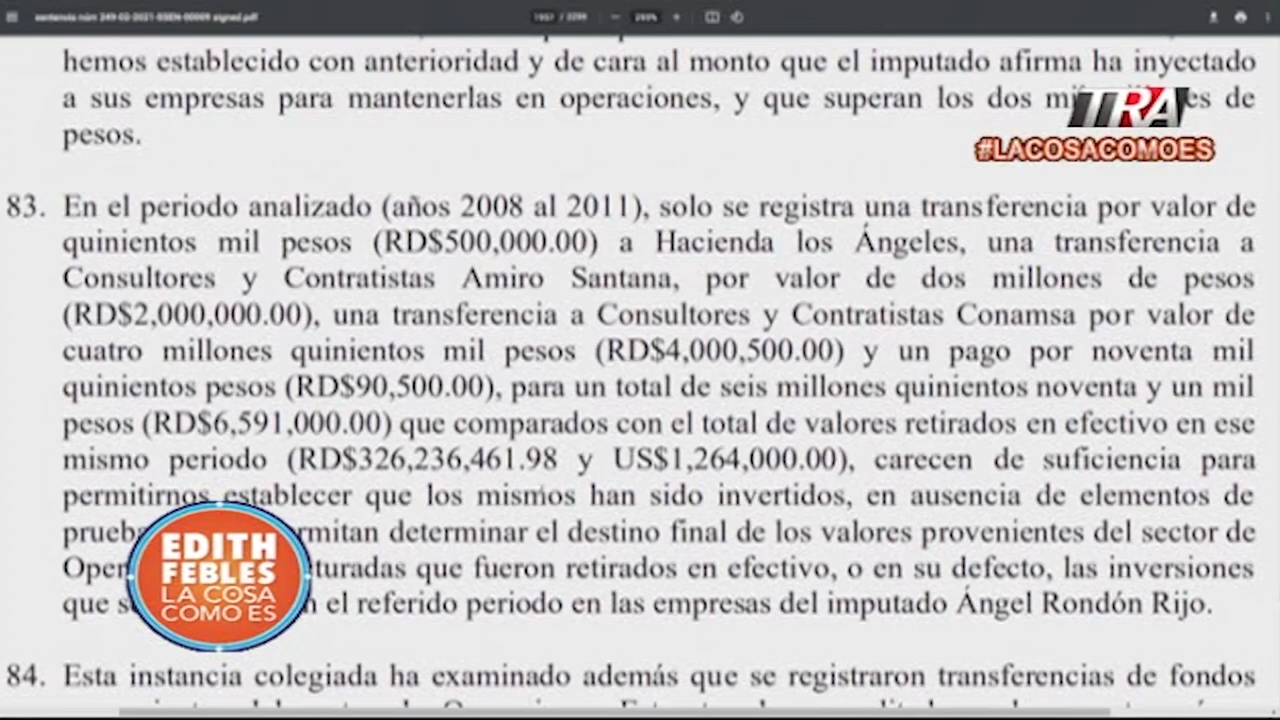 sentencia núm 249-02-2021-SSEN-00009 signed.pdf
hemos establecido con anterioridad y de cara al monto que el imputado afirma ha inyectado
a sus empresas para mantenerlas en operaciones, y que superan los dos de
pesos.
TRA
#LACOSACOMOES
83. En el periodo analizado (años 2008 al 2011), solo se registra una transferencia por valor de
quinientos mil pesos (RD$500,000.00) a Hacienda los Ángeles, una transferencia a
Consultores y Contratistas Amiro Santana, por valor de dos millones de pesos
(RD$2,000,000.00), una transferencia a Consultores y Contratistas Conamsa por valor de
cuatro millones quinientos mil pesos (RD$4,000,500.00) y un pago por noventa mil
quinientos pesos (RD$90,500.00), para un total de seis millones quinientos noventa y un mil
pesos (RD$6,591,000.00) que comparados con el total de valores retirados en efectivo en ese
mismo periodo (RD$326,236,461.98 y US$1,264,000.00), carecen de suficiencia para
permitirnos establecer que los mismos han sido invertidos, en ausencia de elementos de
determinar el destino final de los valores provenientes del sector de
que fueron retirados en efectivo, o en su defecto, las inversiones
que el referido periodo en las empresas del imputado Ángel Rondón Rijo.
EDITH
FEBLES
LA COSA
COMO ES
84. Esta instancia colegiada ha examinado además que se registraron transferencias de fondos